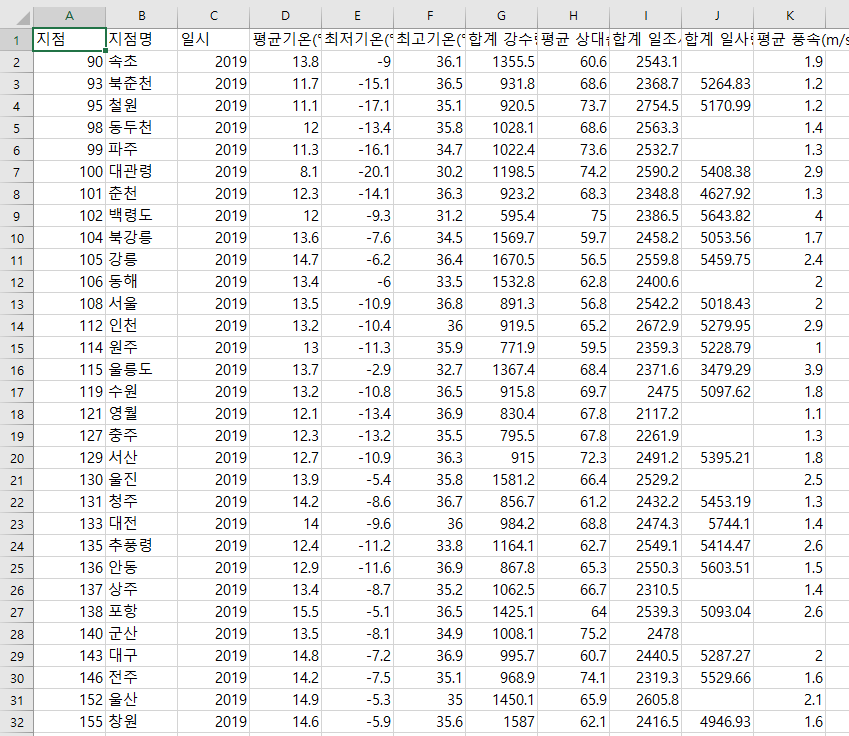 A B C D E F G H I J K
1 지점 지점명 일시 평균기온(° 최저기온(° 최고기온(° 합계 강수량 평균 상대습 합계 일조시 합계 일사량 평균 풍속(m/s
2 90 속초 2019 13.8 -9 36.1 1355.5 60.6 2543.1 1.9
3 93 북춘천 2019 11.7 -15.1 36.5 931.8 68.6 2368.7 5264.83 1.2
4 95 철원 2019 11.1 -17.1 35.1 920.5 73.7 2754.5 5170.99 1.2
5 98 동두천 2019 12 -13.4 35.8 1028.1 68.6 2563.3 1.4
6 99 파주 2019 11.3 -16.1 34.7 1022.4 73.6 2532.7 1.3
7 100 대관령 2019 8.1 -20.1 30.2 1198.5 74.2 2590.2 5408.38 2.9
8 101 춘천 2019 12.3 -14.1 36.3 923.2 68.3 2348.8 4627.92 1.3
9 102 백령도 2019 12 -9.3 31.2 595.4 75 2386.5 5643.82 4
10 104 북강릉 2019 13.6 -7.6 34.5 1569.7 59.7 2458.2 5053.56 1.7
11 105 강릉 2019 14.7 -6.2 36.4 1670.5 56.5 2559.8 5459.75 2.4
12 106 동해 2019 13.4 -6 33.5 1532.8 62.8 2400.6 2
13 108 서울 2019 13.5 -10.9 36.8 891.3 56.8 2542.2 5018.43 2
14 112 인천 2019 13.2 -10.4 36 919.5 65.2 2672.9 5279.95 2.9
15 114 원주 2019 13 -11.3 35.9 771.9 59.5 2359.3 5228.79 1
16 115 울릉도 2019 13.7 -2.9 32.7 1367.4 68.4 2371.6 3479.29 3.9
17 119 수원 2019 13.2 -10.8 36.5 915.8 69.7 2475 5097.62 1.8
18 121 영월 2019 12.1 -13.4 36.9 830.4 67.8 2117.2 1.1
19 127 충주 2019 12.3 -13.2 35.5 795.5 67.8 2261.9 1.3
20 129 서산 2019 12.7 -10.9 36.3 915 72.3 2491.2 5395.21 1.8
21 130 울진 2019 13.9 -5.4 35.8 1581.2 66.4 2529.2 2.5
22 131 청주 2019 14.2 -8.6 36.7 856.7 61.2 2432.2 5453.19 1.3
23 133 대전 2019 14 -9.6 36 984.2 68.8 2474.3 5744.1 1.4
24 135 추풍령 2019 12.4 -11.2 33.8 1164.1 62.7 2549.1 5414.47 2.6
25 136 안동 2019 12.9 -11.6 36.9 867.8 65.3 2550.3 5603.51 1.5
26 137 상주 2019 13.4 -8.7 35.2 1062.5 66.7 2310.5 1.4
27 138 포항 2019 15.5 -5.1 36.5 1425.1 64 2539.3 5093.04 2.6
28 140 군산 2019 13.5 -8.1 34.9 1008.1 75.2 2478
29 143 대구 2019 14.8 -7.2 36.9 995.7 60.7 2440.5 5287.27 2
30 146 전주 2019 14.2 -7.5 35.1 968.9 74.1 2319.3 5529.66 1.6
31 152 울산 2019 14.9 -5.3 35 1450.1 65.9 2605.8 2.1
32 155 창원 2019 14.6 -5.9 35.6 1587 62.1 2416.5 4946.93 1.6